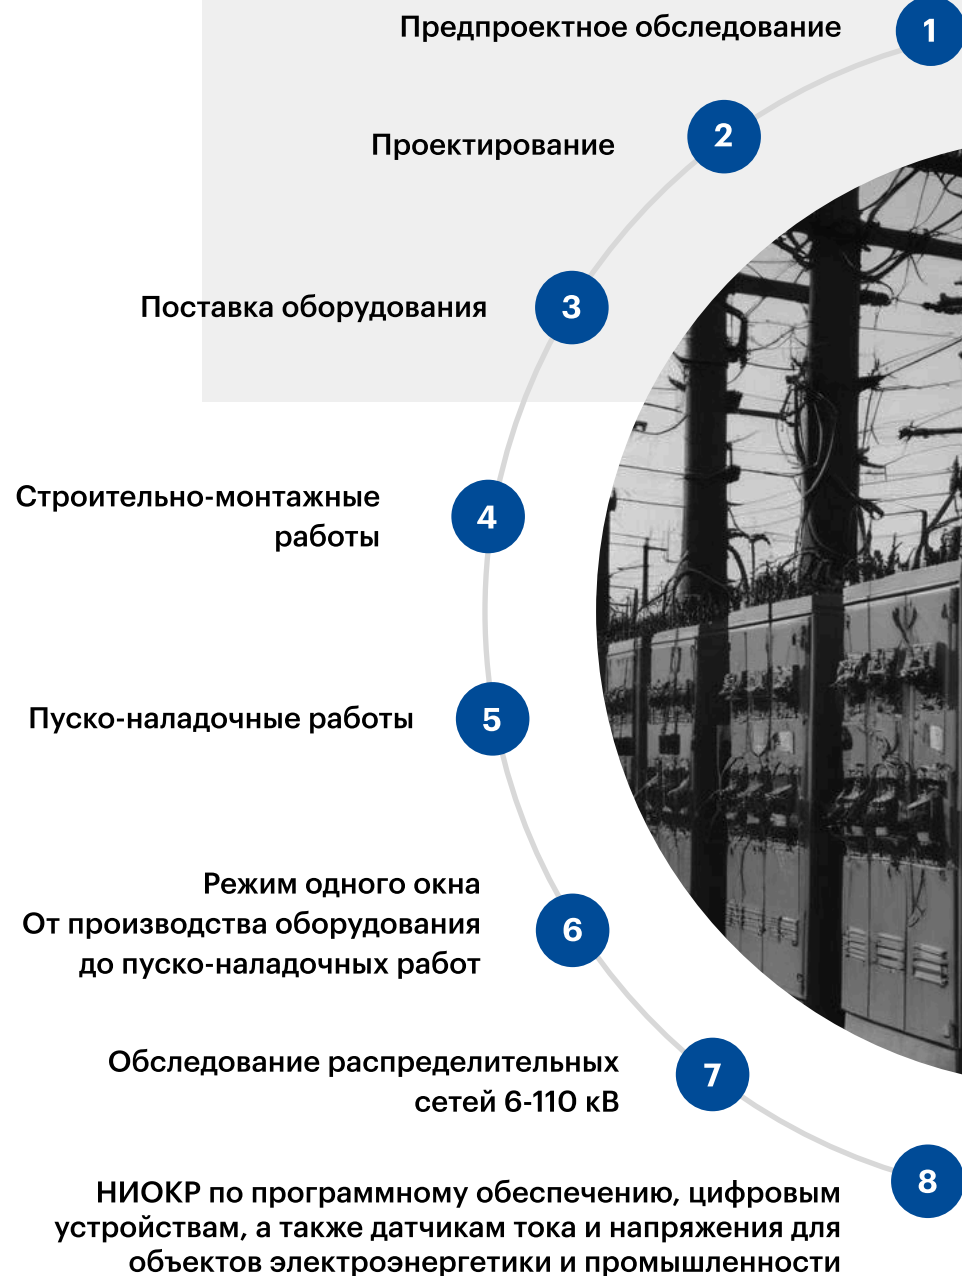 Предпроектное обследование
1
Проектирование
2
Поставка оборудования
3
Строительно-монтажные
работы
4
Пуско-наладочные работы
5
Режим одного окна
От производства оборудования
до пуско-наладочных работ
6
Обследование распределительных
сетей 6-110 кВ
7
НИОКР по программному обеспечению, цифровым
устройствам, а также датчикам тока и напряжения для
объектов электроэнергетики и промышленности
8